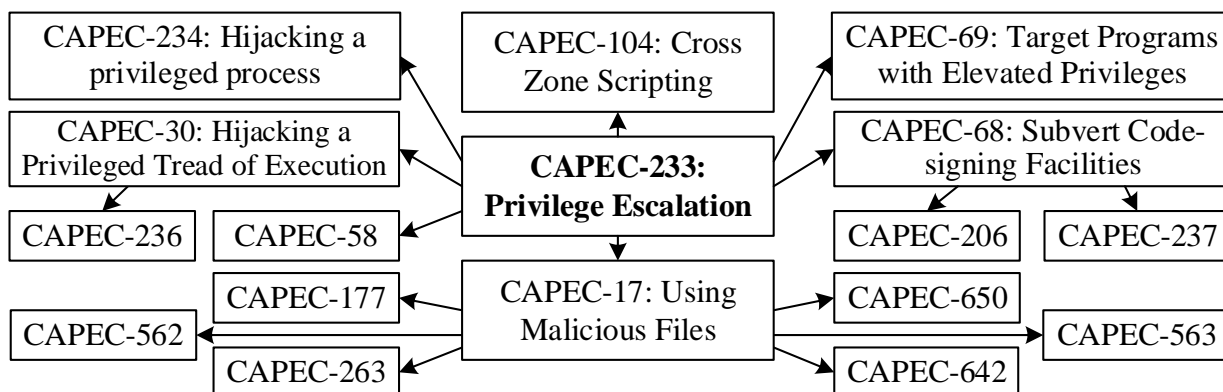 CAPEC-234: Hijacking a
privileged process
CAPEC-104: Cross
Zone Scripting
CAPEC-69: Target Programs
with Elevated Privileges
CAPEC-30: Hijacking a
Privileged Tread of Execution
CAPEC-233:
Privilege Escalation
CAPEC-68: Subvert Code-
signing Facilities
CAPEC-236
CAPEC-58
CAPEC-206
CAPEC-237
CAPEC-177
CAPEC-17: Using
Malicious Files
CAPEC-650
CAPEC-562
CAPEC-563
CAPEC-263
CAPEC-642